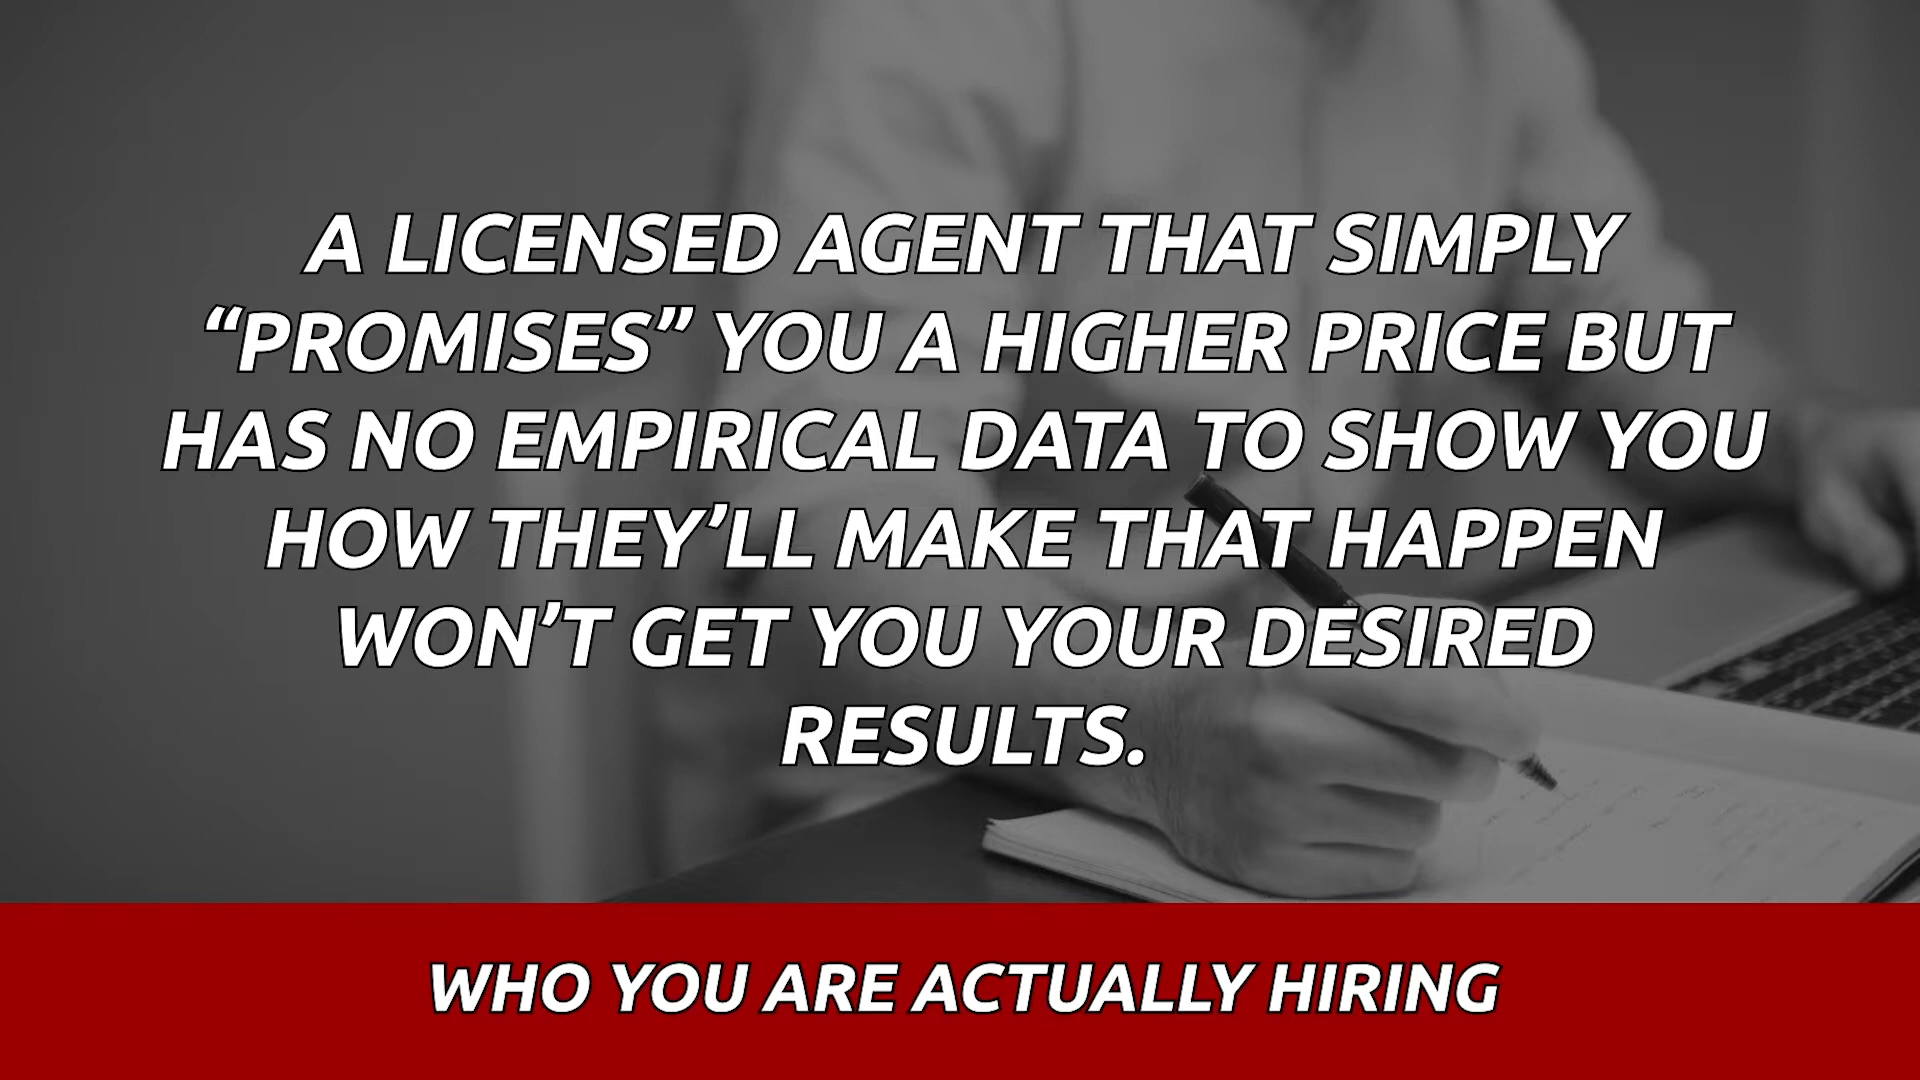 A LICENSED AGENT THAT SIMPLY
“PROMISES” YOU A HIGHER PRICE BUT
HAS NO EMPIRICAL DATA TO SHOW YOU
HOW THEY’LL MAKE THAT HAPPEN
WON’T GET YOU YOUR DESIRED
RESULTS.
WHO YOU ARE ACTUALLY HIRING